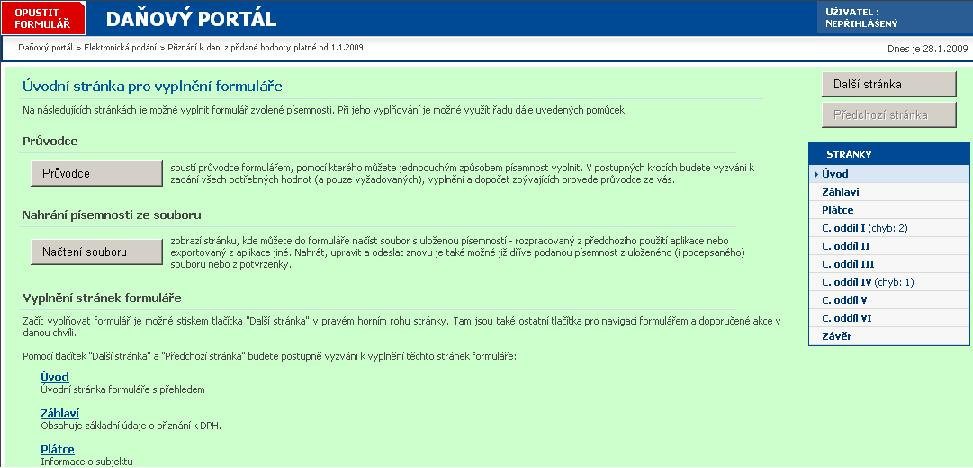 OPUSTIT
FORMULÁŘ
DAŇOVÝ PORTÁL
UŽIVATEL:
NEPŘIHLÁŠENÝ
Daňový portál » Elektronická podání » Přiznání k dani z přidané hodnoty platné od 1.1.2009
Dnes je 28.1.2009
Úvodní stránka pro vyplnění formuláře
Na následujících stránkách je možné vyplnit formulář zvolené písemnosti. Při jeho vyplňování je možné využít řadu dále uvedených pomůcek.
Průvodce
Průvodce
spustí průvodce formulářem, pomocí kterého můžete jednoduchým způsobem písemnost vyplnit. V postupných krocích budete vyzváni k
zadání všech potřebných hodnot (a pouze vyžadovaných), vyplnění a dopočet zbývajících provede průvodce za vás.
Nahrání písemnosti ze souboru
Načtení souboru
zobrazí stránku, kde můžete do formuláře načíst soubor s uloženou písemností - rozpracovaný z předchozího použití aplikace nebo
exportovaný z aplikace jiné. Nahrát, upravit a odeslat znovu je také možné již dříve podanou písemnost z uloženého (i podepsaného)
souboru nebo z potvrzenky.
Vyplnění stránek formuláře
Začít vyplňovat formulář je možné stiskem tlačítka "Další stránka" v pravém horním rohu stránky. Tam jsou také ostatní tlačítka pro navigaci formulářem a doporučené akce v
danou chvíli.
Pomocí tlačítek "Další stránka" a "Předchozí stránka" budete postupně vyzváni k vyplnění těchto stránek formuláře:
Úvod
Úvodní stránka formuláře s přehledem
Záhlaví
Obsahuje základní údaje o přiznání k DPH.
Plátce
Informace o subjektu
Další stránka
Předchozí stránka
STRÁNKY
Úvod
Záhlaví
Plátce
C. oddíl I (chyb: 2)
C. oddíl II
C. oddíl III
C. oddíl IV (chyb: 1)
C. oddíl V
C. oddíl VI
Závěr